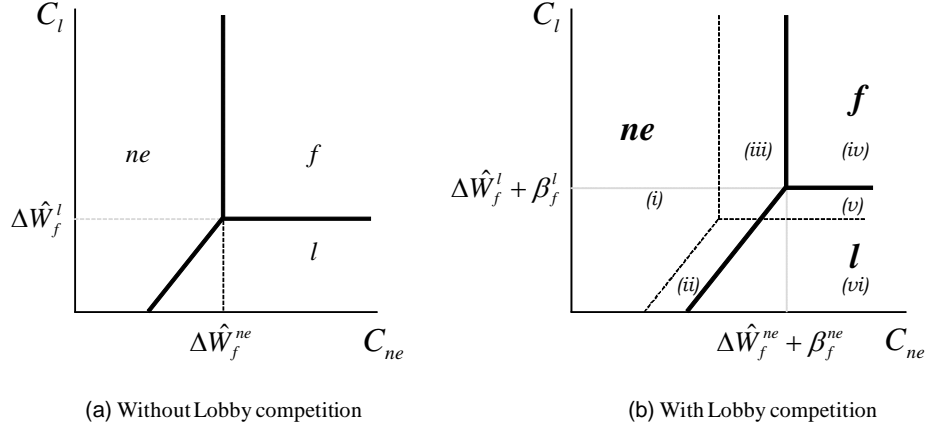 C_l
ne
f
ΔŴ_f^l
l
ΔŴ_f^ne
C_ne
(a) Without Lobby competition
C_l
ne
f
(iii)
(iv)
ΔŴ_f^l + β_f^l
(i)
(v)
l
(ii)
(vi)
ΔŴ_f^ne + β_f^ne
C_ne
(b) With Lobby competition